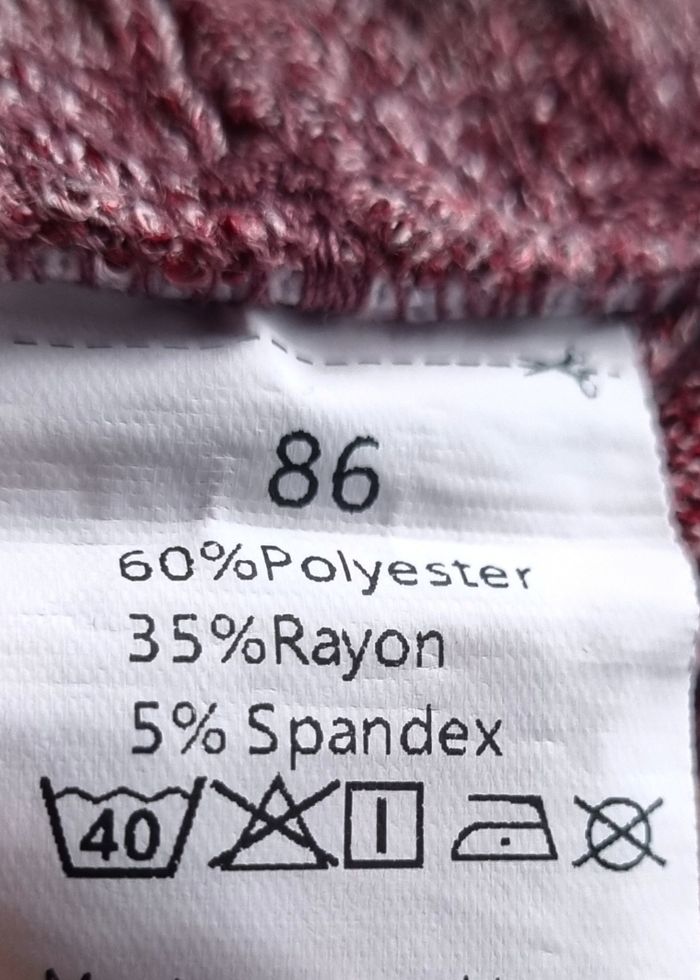 86
60%Polyester
35%Rayon
5% Spandex
40